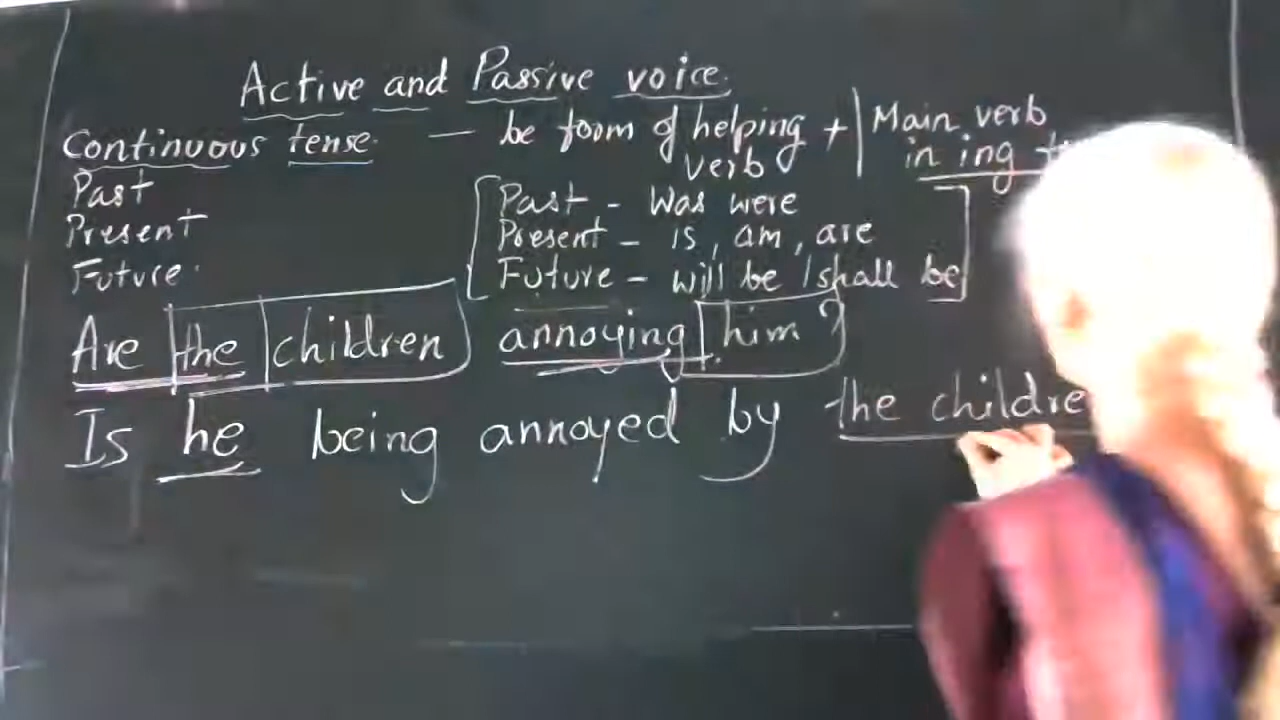 Active and Passive voice.
Continuous tense. — be form of helping verb + | Main verb in ing
Past
Present
Future.
[Past - Was were
Present - is, am, are
Future - will be / shall be]
Are the children annoying him?
Is he being annoyed by the childre